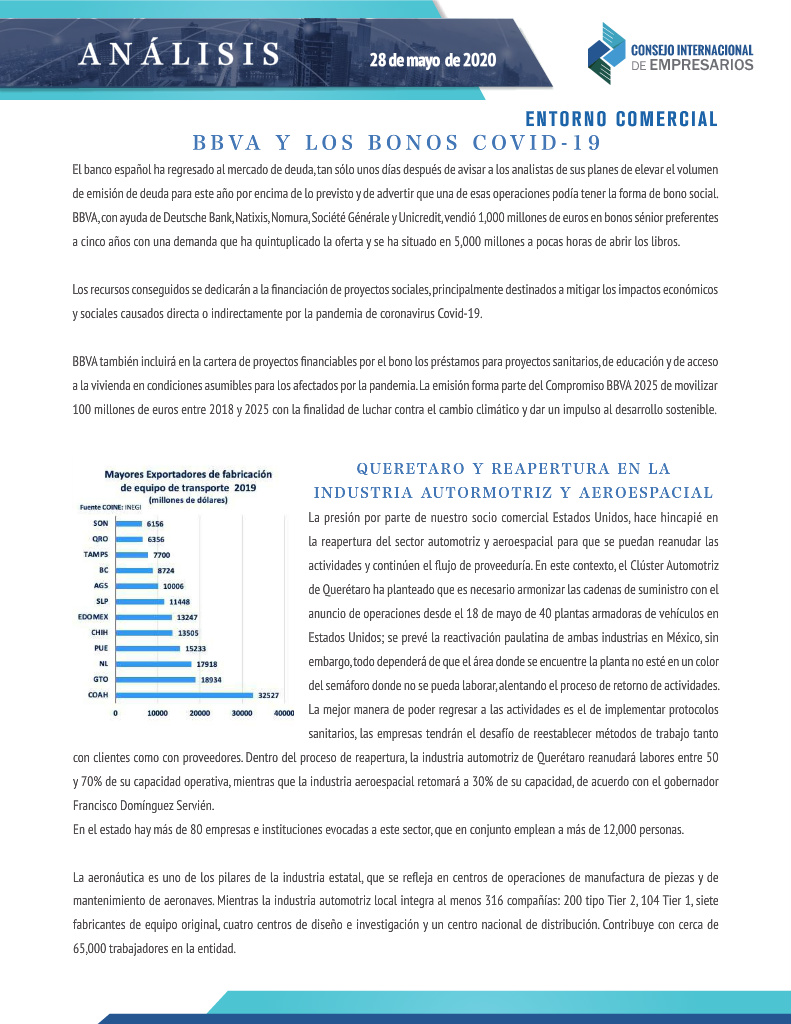 ANÁLISIS
28 de mayo de 2020
CONSEJO INTERNACIONAL
DE EMPRESARIOS
ENTORNO COMERCIAL
BBVA Y LOS BONOS COVID-19
El banco español ha regresado al mercado de deuda, tan sólo unos días después de avisar a los analistas de sus planes de elevar el volumen
de emisión de deuda para este año por encima de lo previsto y de advertir que una de esas operaciones podía tener la forma de bono social.
BBVA, con ayuda de Deutsche Bank, Natixis, Nomura, Société Générale y Unicredit, vendió 1,000 millones de euros en bonos sénior preferentes
a cinco años con una demanda que ha quintuplicado la oferta y se ha situado en 5,000 millones a pocas horas de abrir los libros.
Los recursos conseguidos se dedicarán a la financiación de proyectos sociales, principalmente destinados a mitigar los impactos económicos
y sociales causados directa o indirectamente por la pandemia de coronavirus Covid-19.
BBVA también incluirá en la cartera de proyectos financiables por el bono los préstamos para proyectos sanitarios, de educación y de acceso
a la vivienda en condiciones asumibles para los afectados por la pandemia. La emisión forma parte del Compromiso BBVA 2025 de movilizar
100 millones de euros entre 2018 y 2025 con la finalidad de luchar contra el cambio climático y dar un impulso al desarrollo sostenible.
Mayores Exportadores de fabricación
de equipo de transporte 2019
(millones de dólares)
Fuente COINE: INEGI
SON 6156
QRO 6356
TAMPS 7700
BC 8724
AGS 10006
SLP 11448
EDOMEX 13247
CHIH 13505
PUE 15233
NL 17918
GTO 18934
COAH 32527
0 10000 20000 30000 40000
QUERETARO Y REAPERTURA EN LA
INDUSTRIA AUTORMOTRIZ Y AEROESPACIAL
La presión por parte de nuestro socio comercial Estados Unidos, hace hincapié en
la reapertura del sector automotriz y aeroespacial para que se puedan reanudar las
actividades y continúen el flujo de proveeduría. En este contexto, el Clúster Automotriz
de Querétaro ha planteado que es necesario armonizar las cadenas de suministro con el
anuncio de operaciones desde el 18 de mayo de 40 plantas armadoras de vehículos en
Estados Unidos; se prevé la reactivación paulatina de ambas industrias en México, sin
embargo, todo dependerá de que el área donde se encuentre la planta no esté en un color
del semáforo donde no se pueda laborar, alentando el proceso de retorno de actividades.
La mejor manera de poder regresar a las actividades es el de implementar protocolos
sanitarios, las empresas tendrán el desafío de reestablecer métodos de trabajo tanto
con clientes como con proveedores. Dentro del proceso de reapertura, la industria automotriz de Querétaro reanudará labores entre 50
y 70% de su capacidad operativa, mientras que la industria aeroespacial retomará a 30% de su capacidad, de acuerdo con el gobernador
Francisco Domínguez Servién.
En el estado hay más de 80 empresas e instituciones evocadas a este sector, que en conjunto emplean a más de 12,000 personas.
La aeronáutica es uno de los pilares de la industria estatal, que se refleja en centros de operaciones de manufactura de piezas y de
mantenimiento de aeronaves. Mientras la industria automotriz local integra al menos 316 compañías: 200 tipo Tier 2, 104 Tier 1, siete
fabricantes de equipo original, cuatro centros de diseño e investigación y un centro nacional de distribución. Contribuye con cerca de
65,000 trabajadores en la entidad.